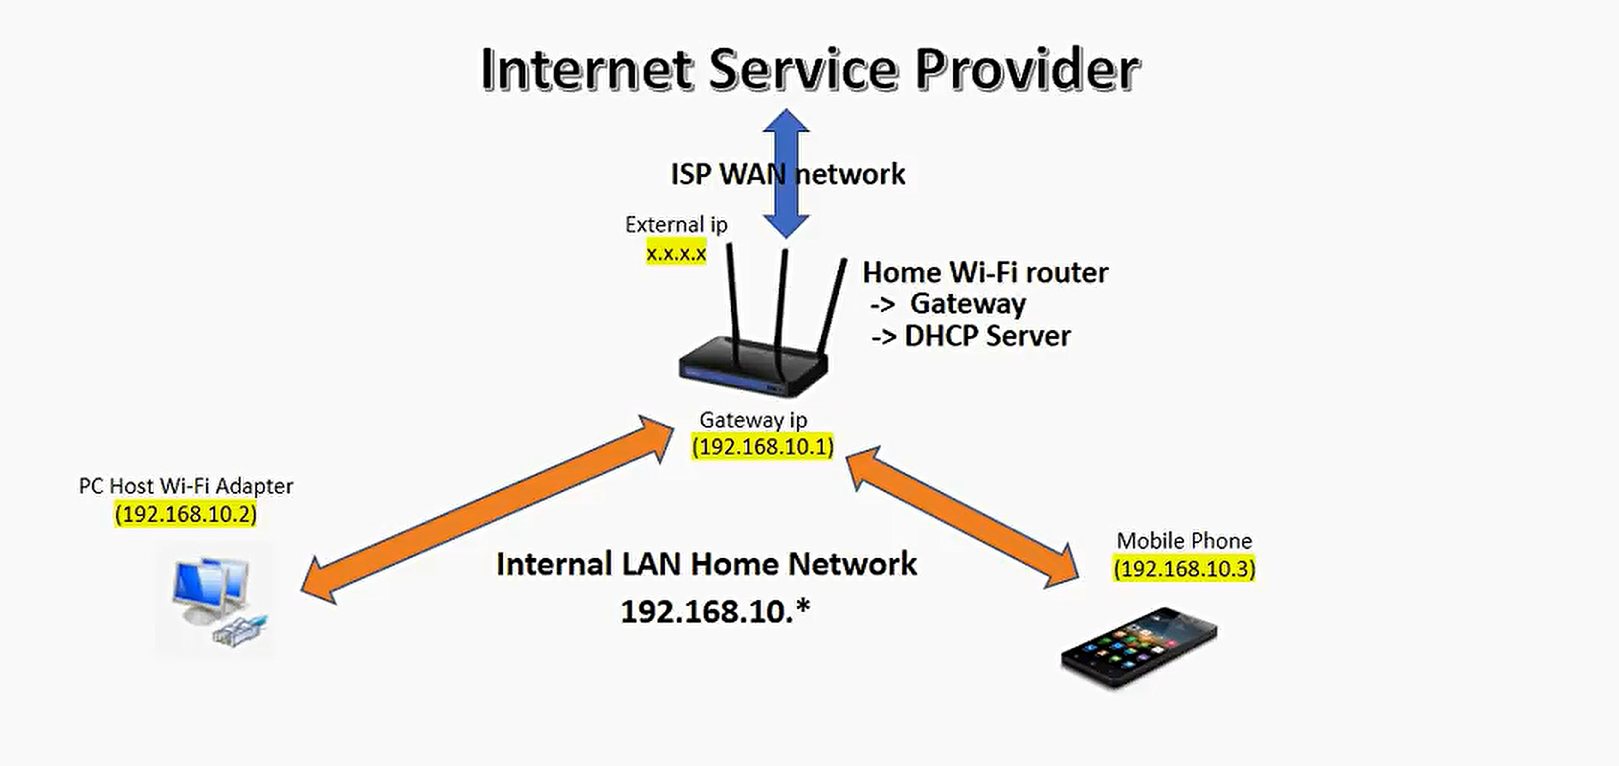 Internet Service Provider
ISP WAN network
External ip
x.x.x.x
Home Wi-Fi router
-> Gateway
-> DHCP Server
Gateway ip
(192.168.10.1)
PC Host Wi-Fi Adapter
(192.168.10.2)
Mobile Phone
(192.168.10.3)
Internal LAN Home Network
192.168.10.*